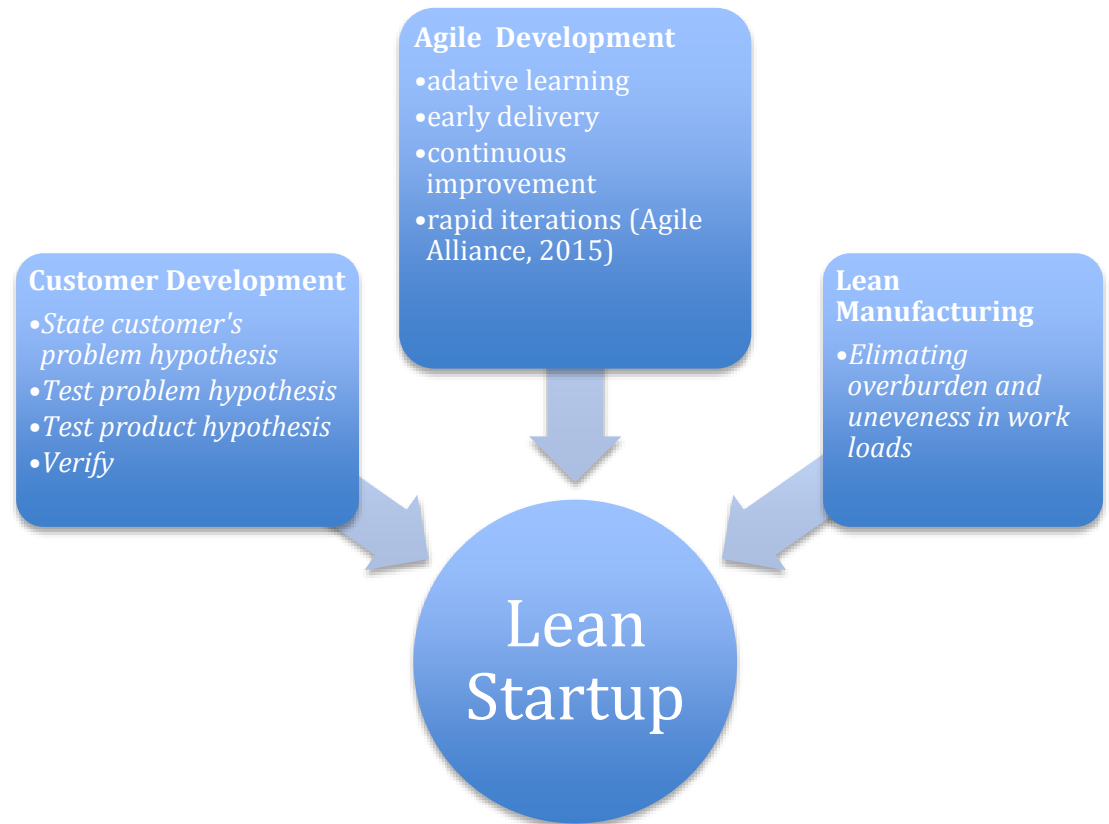 Agile  Development
•adative learning
•early delivery
•continuous
improvement
•rapid iterations (Agile
Alliance, 2015)
Customer Development
•State customer's
problem hypothesis
•Test problem hypothesis
•Test product hypothesis
•Verify
Lean
Manufacturing
•Elimating
overburden and
uneveness in work
loads
Lean
Startup